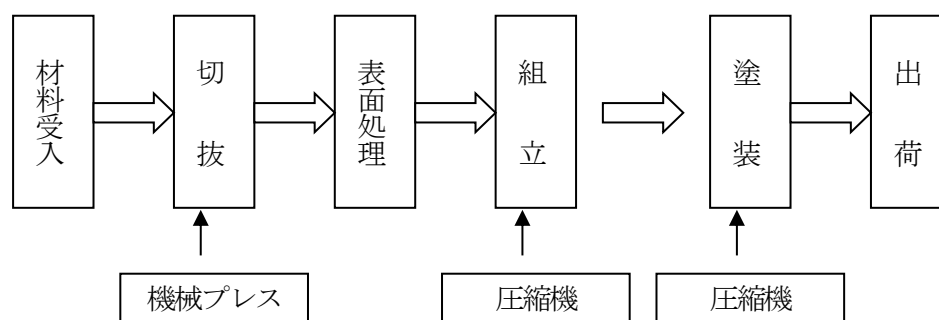 材料受入
切抜
表面処理
組立
塗装
出荷
機械プレス
圧縮機
圧縮機